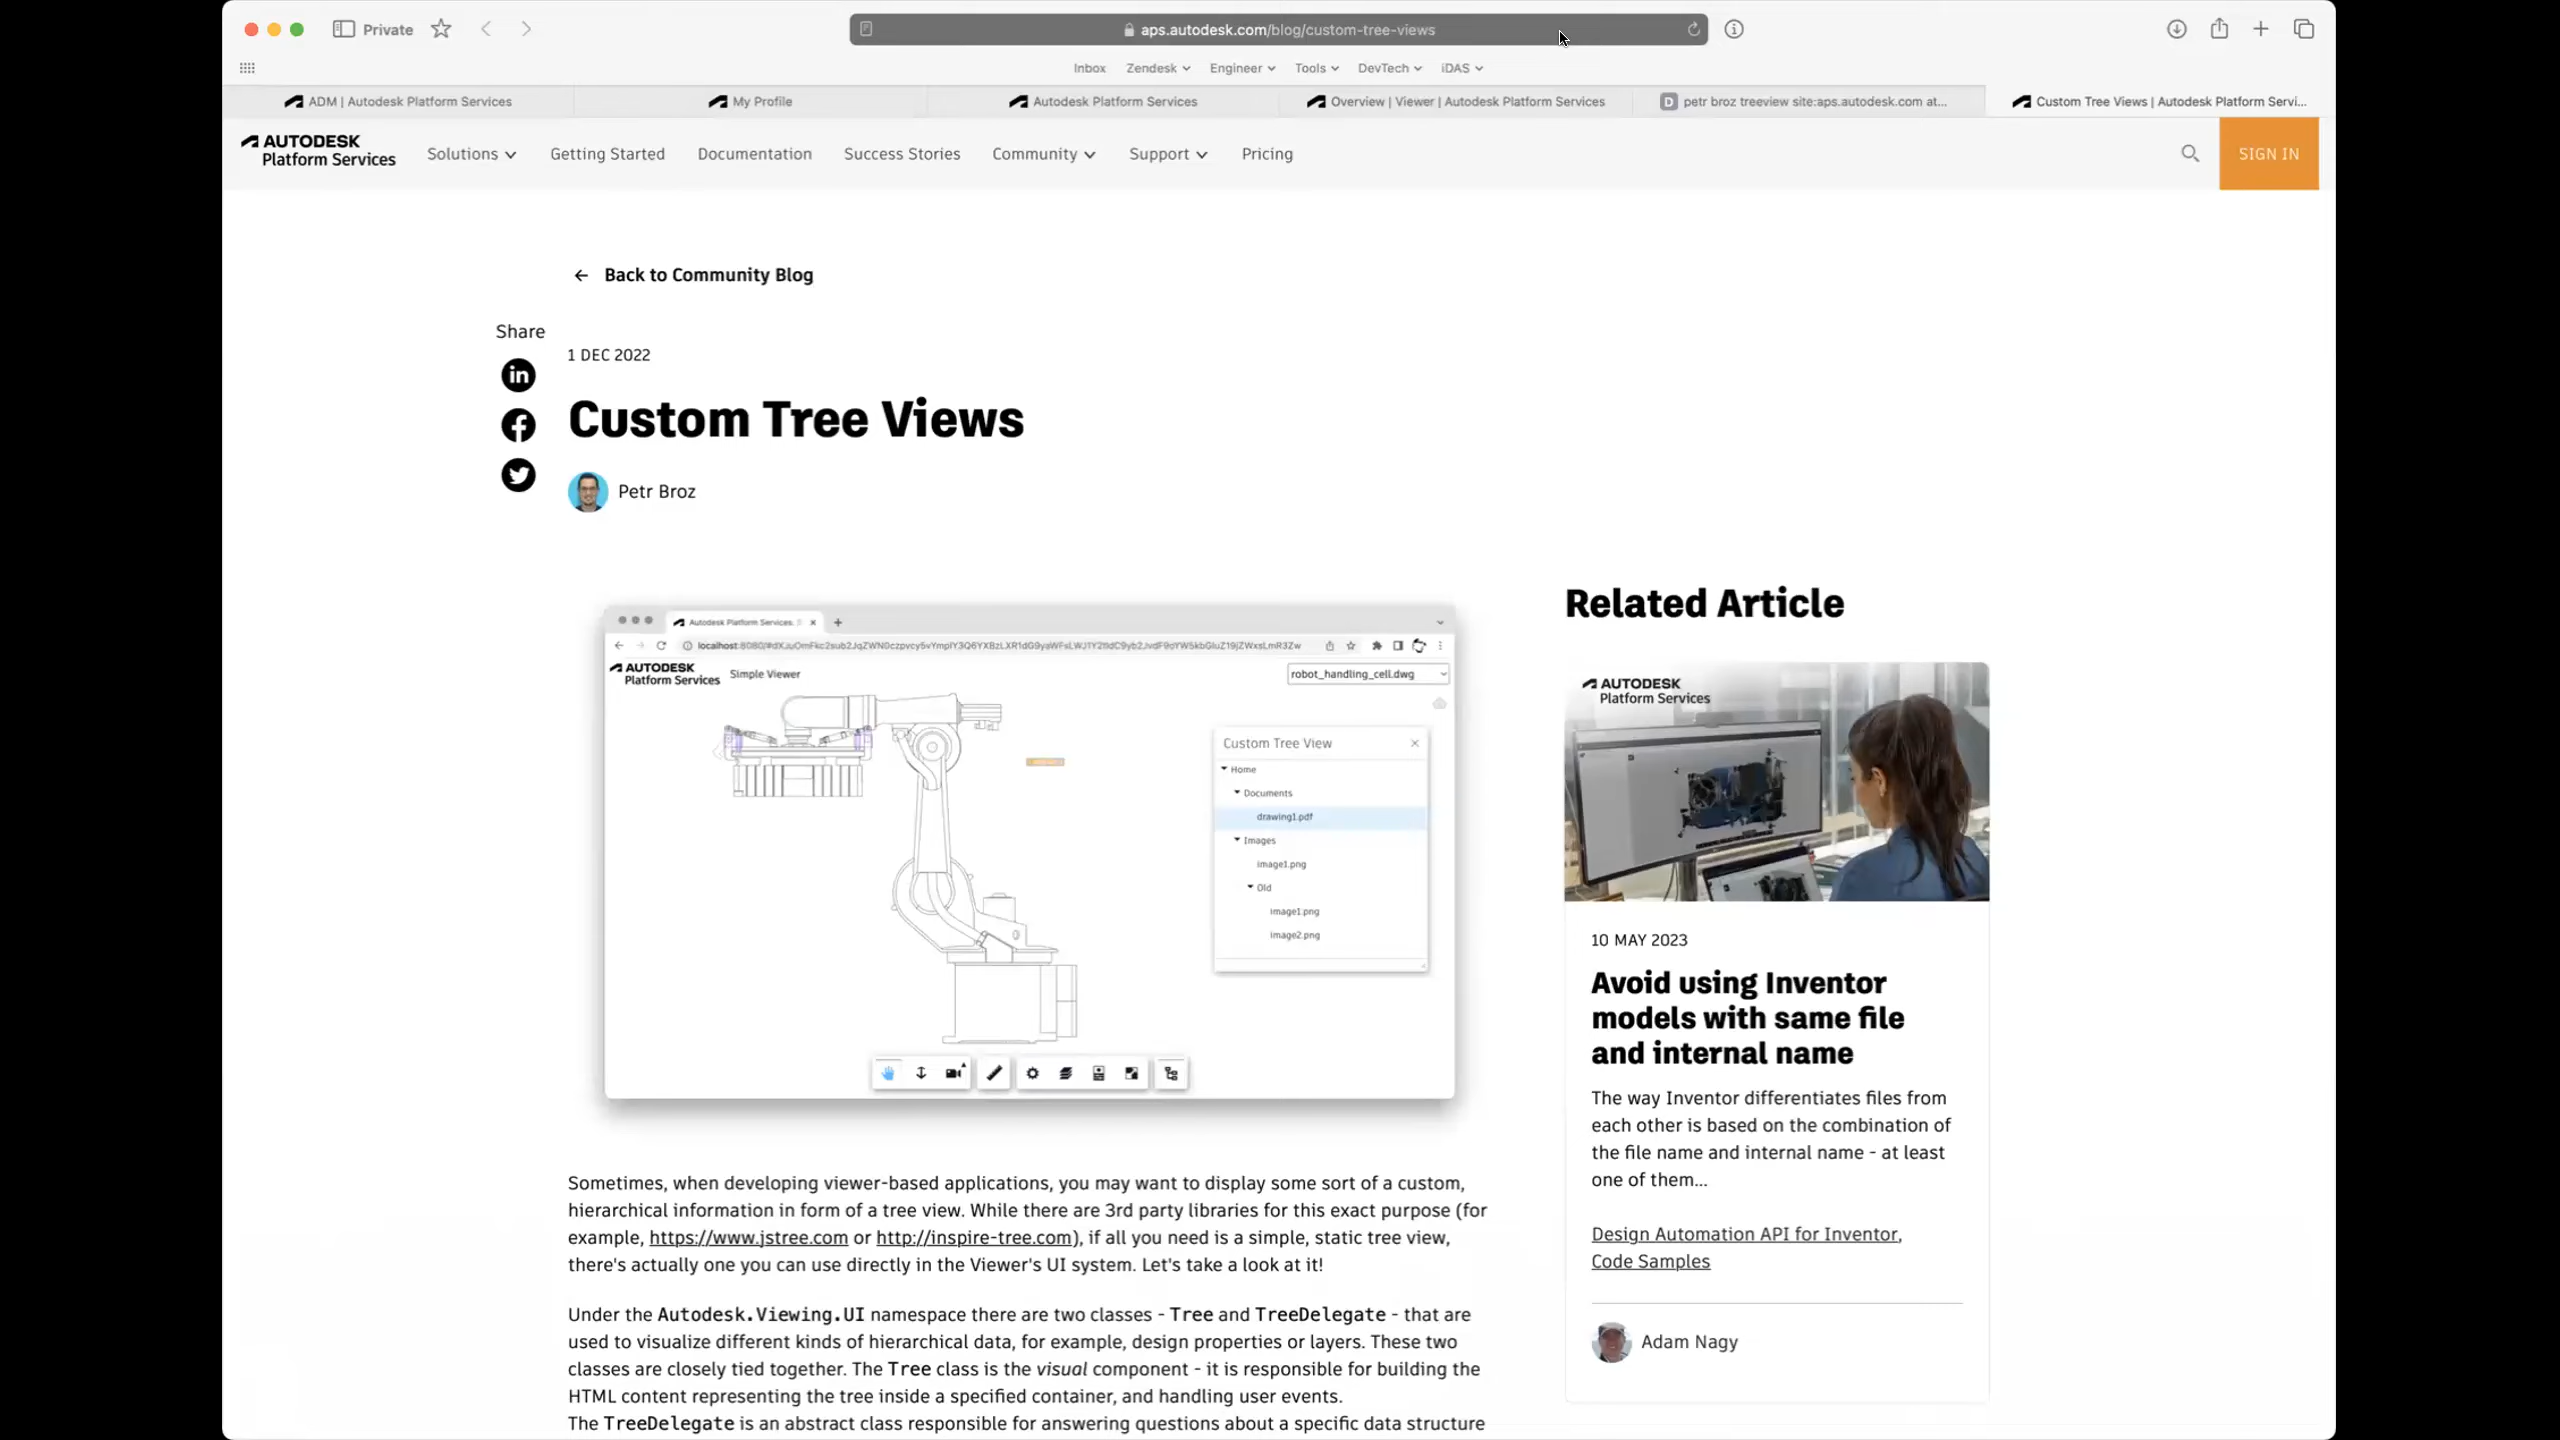 Private
aps.autodesk.com/blog/custom-tree-views
Inbox Zendesk Engineer Tools DevTech iDAS
ADM | Autodesk Platform Services
My Profile
Autodesk Platform Services
Overview | Viewer | Autodesk Platform Services
D petr broz treeview site:aps.autodesk.com at...
Custom Tree Views | Autodesk Platform Servi...
AUTODESK
Platform Services
Solutions Getting Started Documentation Success Stories Community Support Pricing
SIGN IN
← Back to Community Blog
Share
1 DEC 2022
Custom Tree Views
Petr Broz
Autodesk Platform Services:
AUTODESK
Platform Services
Simple Viewer
robot_handling_cell.dwg
Custom Tree View
Home
Documents
drawing1.pdf
Images
image1.png
Old
image1.png
image2.png
Sometimes, when developing viewer-based applications, you may want to display some sort of a custom,
hierarchical information in form of a tree view. While there are 3rd party libraries for this exact purpose (for
example, https://www.jstree.com or http://inspire-tree.com), if all you need is a simple, static tree view,
there's actually one you can use directly in the Viewer's UI system. Let's take a look at it!
Under the Autodesk.Viewing.UI namespace there are two classes - Tree and TreeDelegate - that are
used to visualize different kinds of hierarchical data, for example, design properties or layers. These two
classes are closely tied together. The Tree class is the visual component - it is responsible for building the
HTML content representing the tree inside a specified container, and handling user events.
The TreeDelegate is an abstract class responsible for answering questions about a specific data structure
Related Article
AUTODESK
Platform Services
10 MAY 2023
Avoid using Inventor
models with same file
and internal name
The way Inventor differentiates files from
each other is based on the combination of
the file name and internal name - at least
one of them...
Design Automation API for Inventor,
Code Samples
Adam Nagy